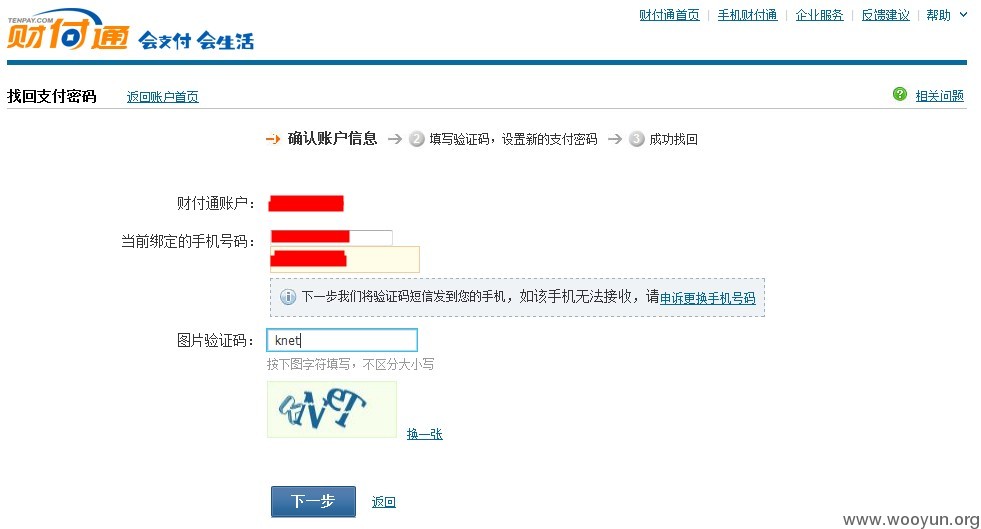 TENPAY.COM
财付通 会支付 会生活
财付通首页 | 手机财付通 | 企业服务 | 反馈建议 | 帮助
找回支付密码 返回账户首页 ? 相关问题
确认账户信息 2 填写验证码，设置新的支付密码 3 成功找回
财付通账户：
当前绑定的手机号码：
下一步我们将验证码短信发到您的手机，如该手机无法接收，请申诉更换手机号码
图片验证码： knet
按下图字符填写，不区分大小写
换一张
下一步 返回
www.wooyun.org